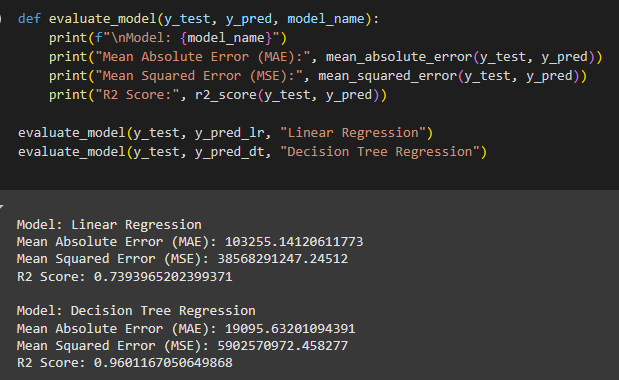 def evaluate_model(y_test, y_pred, model_name):
    print(f"\nModel: {model_name}")
    print("Mean Absolute Error (MAE):", mean_absolute_error(y_test, y_pred))
    print("Mean Squared Error (MSE):", mean_squared_error(y_test, y_pred))
    print("R2 Score:", r2_score(y_test, y_pred))
evaluate_model(y_test, y_pred_lr, "Linear Regression")
evaluate_model(y_test, y_pred_dt, "Decision Tree Regression")
Model: Linear Regression
Mean Absolute Error (MAE): 103255.14120611773
Mean Squared Error (MSE): 38568291247.24512
R2 Score: 0.7393965202399371
Model: Decision Tree Regression
Mean Absolute Error (MAE): 19095.63201094391
Mean Squared Error (MSE): 5902570972.458277
R2 Score: 0.9601167050649868